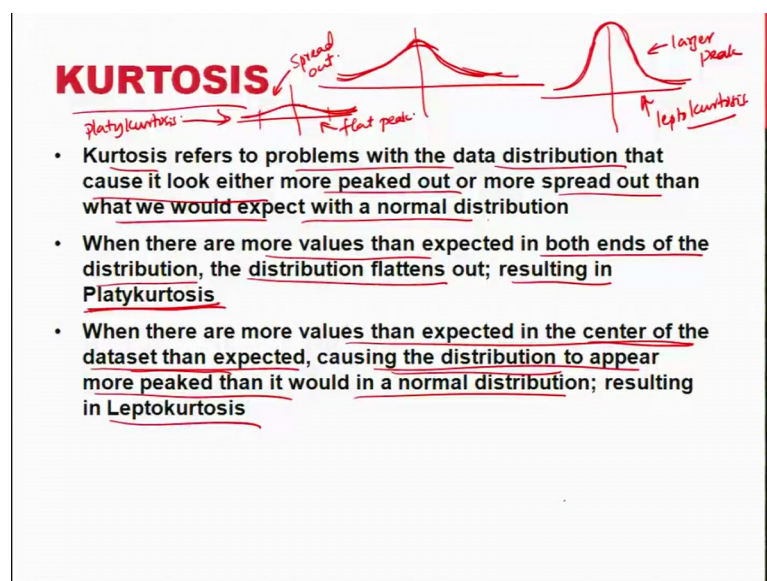 spread
out.
← larger
peak
KURTOSIS
platykurtosis → flat peak.
leptokurtosis
• Kurtosis refers to problems with the data distribution that
cause it look either more peaked out or more spread out than
what we would expect with a normal distribution
• When there are more values than expected in both ends of the
distribution, the distribution flattens out; resulting in
Platykurtosis
• When there are more values than expected in the center of the
dataset than expected, causing the distribution to appear
more peaked than it would in a normal distribution; resulting
in Leptokurtosis